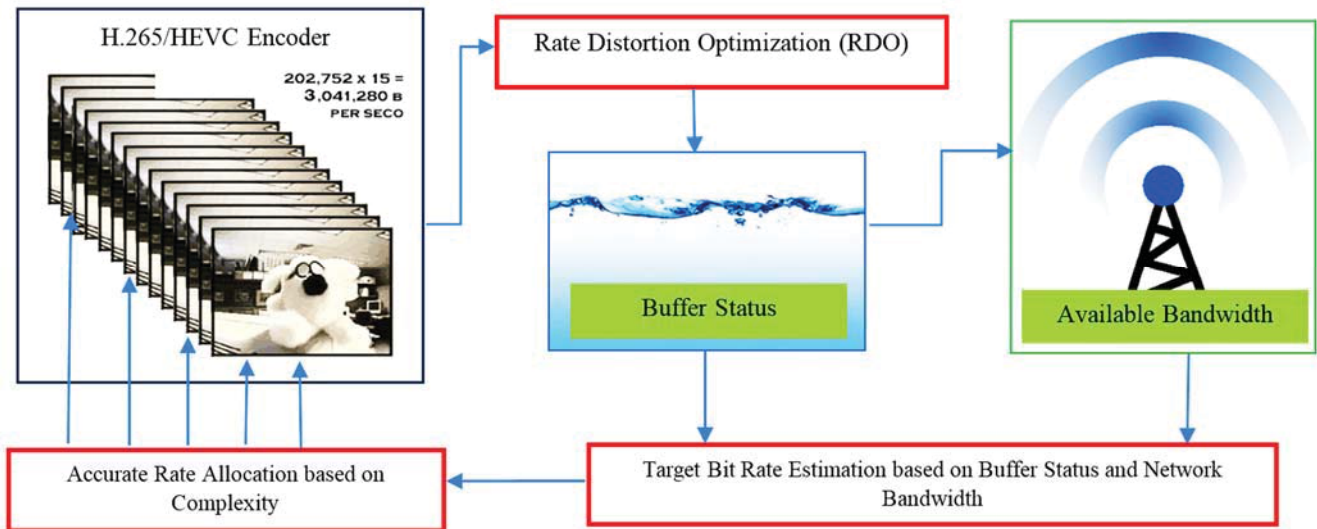 H.265/HEVC Encoder
202,752 x 15 =
3,041,280 B
PER SECO
Rate Distortion Optimization (RDO)
Buffer Status
Available Bandwidth
Accurate Rate Allocation based on
Complexity
Target Bit Rate Estimation based on Buffer Status and Network
Bandwidth